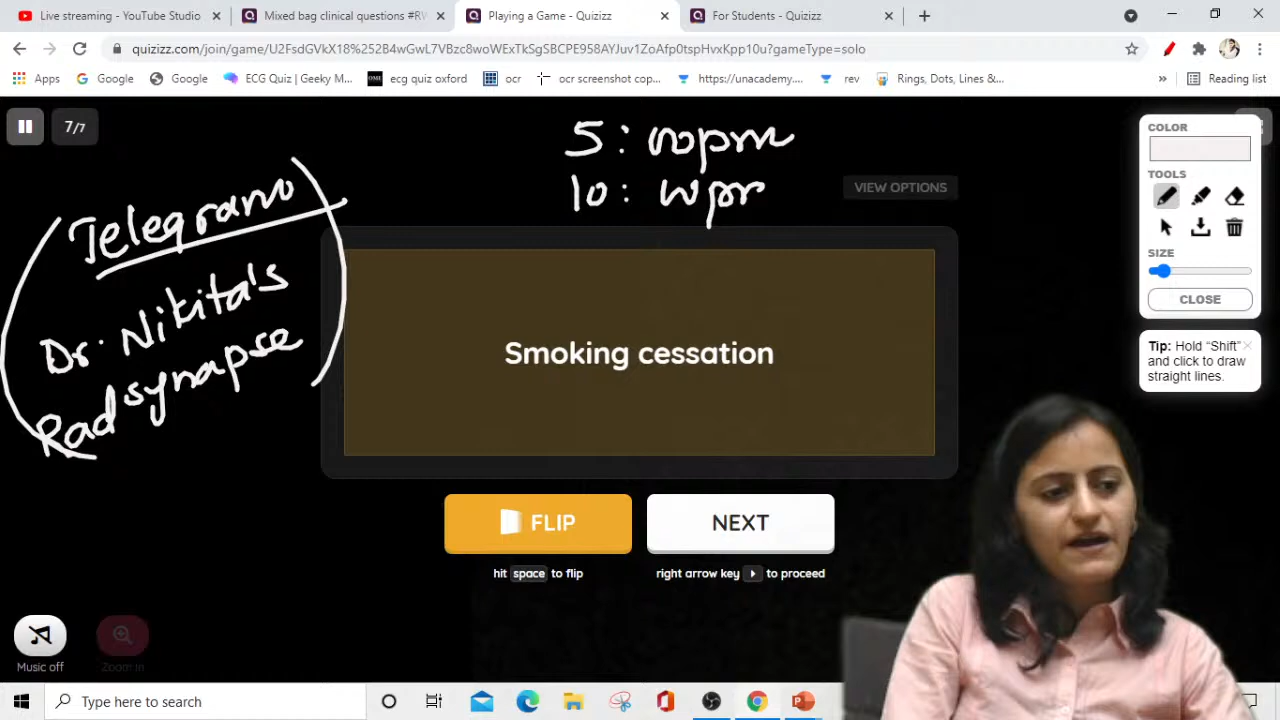 Live streaming - YouTube Studio
Mixed bag clinical questions #RW
Playing a Game - Quizizz
For Students - Quizizz
quizizz.com/join/game/U2FsdGVkX18%252B4wGwL7VBzc8woWExTkSgSBCPE958AYJuv1ZoAfp0tspHvxKpp10u?gameType=solo
Apps
Google
Google
ECG Quiz | Geeky M...
ecg quiz oxford
ocr
ocr screenshot cop...
https://unacademy....
rev
Rings, Dots, Lines &...
»
Reading list
7/7
5 :
10 :
VIEW OPTIONS
Telegram
Dr. Nikita's
Radsynapse
Smoking cessation
FLIP
NEXT
hit space to flip
right arrow key to proceed
COLOR
TOOLS
SIZE
CLOSE
Tip: Hold “Shift”
and click to draw
straight lines.
Music off
Zoom in
Type here to search